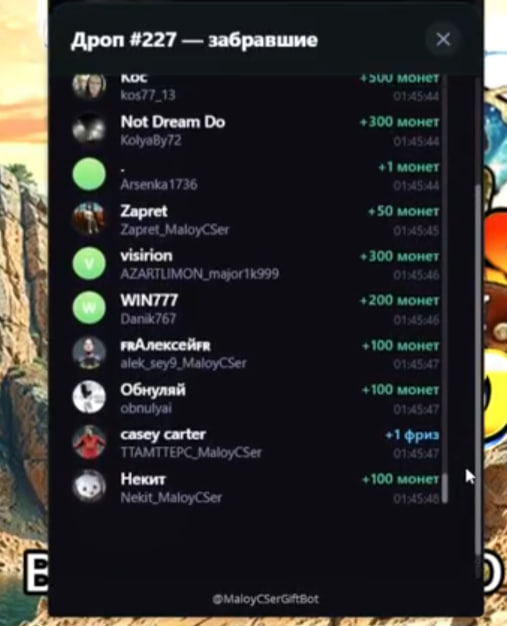 Дроп #227 — забравшие
Кос +500 монет
kos77_13 01:45:44
Not Dream Do +300 монет
KolyaBy72 01:45:44
. +1 монет
Arsenka1736 01:45:44
Zapret +50 монет
Zapret_MaloyCSer 01:45:45
V visirion +300 монет
AZARTLIMON_major1k999 01:45:46
W WIN777 +200 монет
Danik767 01:45:46
ꜰʀАлексейꜰʀ +100 монет
alek_sey9_MaloyCSer 01:45:47
Обнуляй +100 монет
obnulyai 01:45:47
casey carter +1 фриз
TTAMTTEPC_MaloyCSer 01:45:47
Некит +100 монет
Nekit_MaloyCSer 01:45:48
В
@MaloyCSerGiftBot